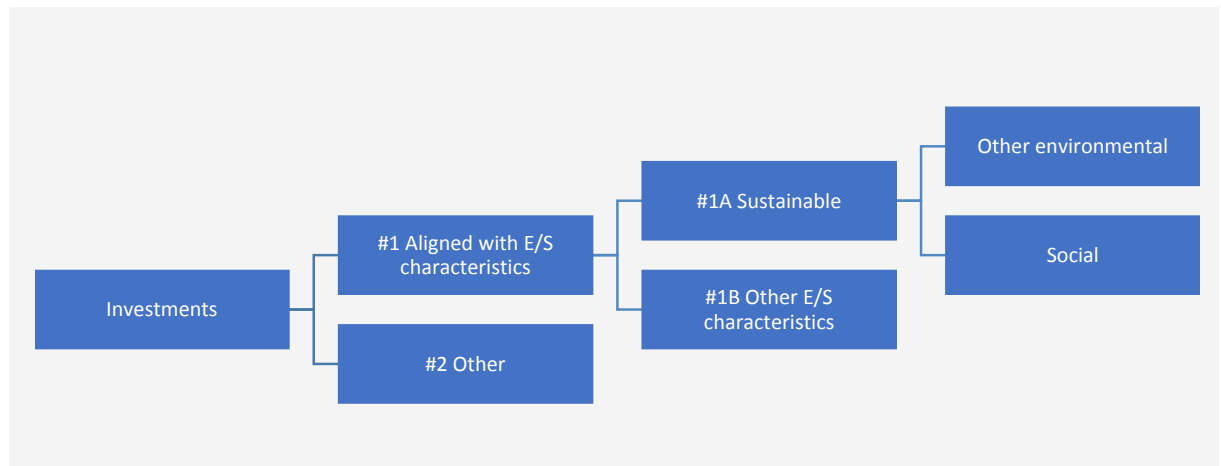 Investments
#1 Aligned with E/S
characteristics
#2 Other
#1A Sustainable
#1B Other E/S
characteristics
Other environmental
Social